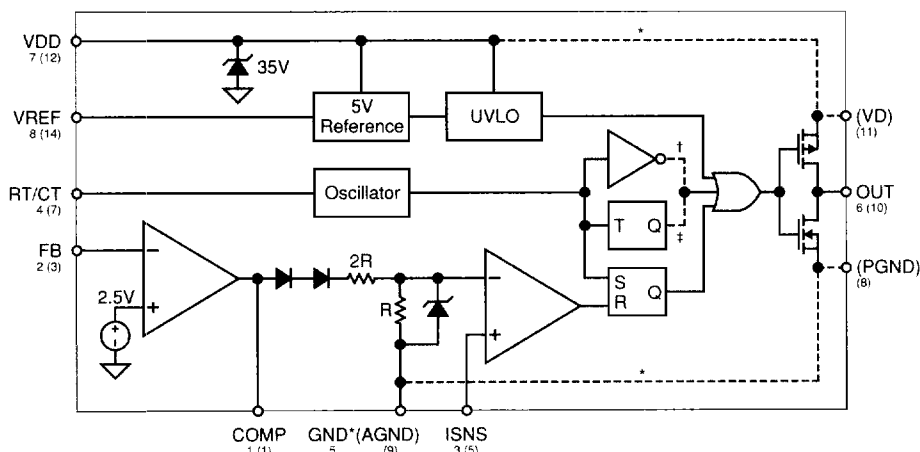 VDD
7 (12)
*
35V
VREF
8 (14)
5V
Reference
UVLO
(VD)
(11)
†
RT/CT
4 (7)
Oscillator
OUT
6 (10)
T Q
‡
FB
2 (3)
2R
S
R
Q
(PGND)
(8)
2.5V
R
*
COMP
1 (1)
GND*(AGND)
5 (9)
ISNS
3 (5)